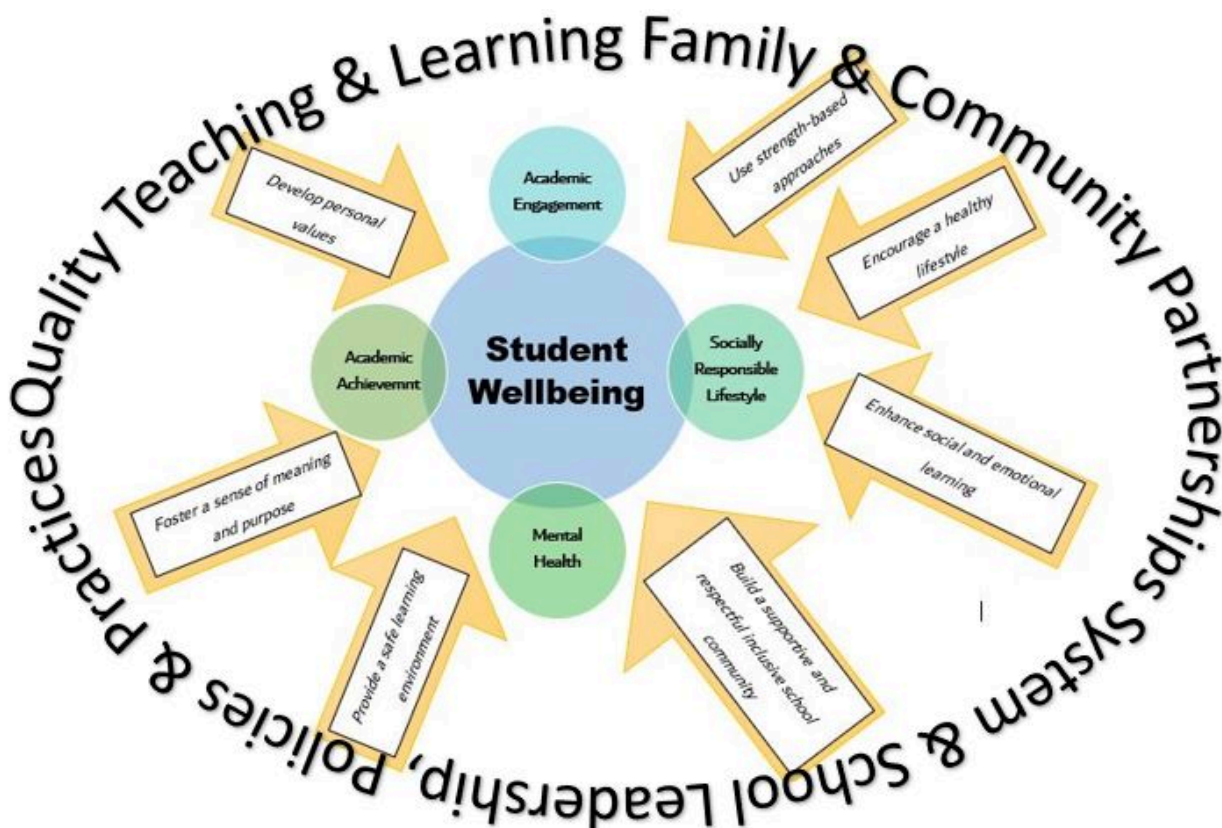 Quality Teaching & Learning Family & Community Partnerships System & School Leadership, Policies & Practices
Develop personal
values
Academic
Engagement
Use strength-based
approaches
Encourage a healthy
lifestyle
Student
Wellbeing
Academic
Achievemnt
Socially
Responsible
Lifestyle
Enhance social and emotional
learning
Foster a sense of meaning
and purpose
Mental
Health
Provide a safe learning
environment
Build a supportive and
respectful inclusive school
community